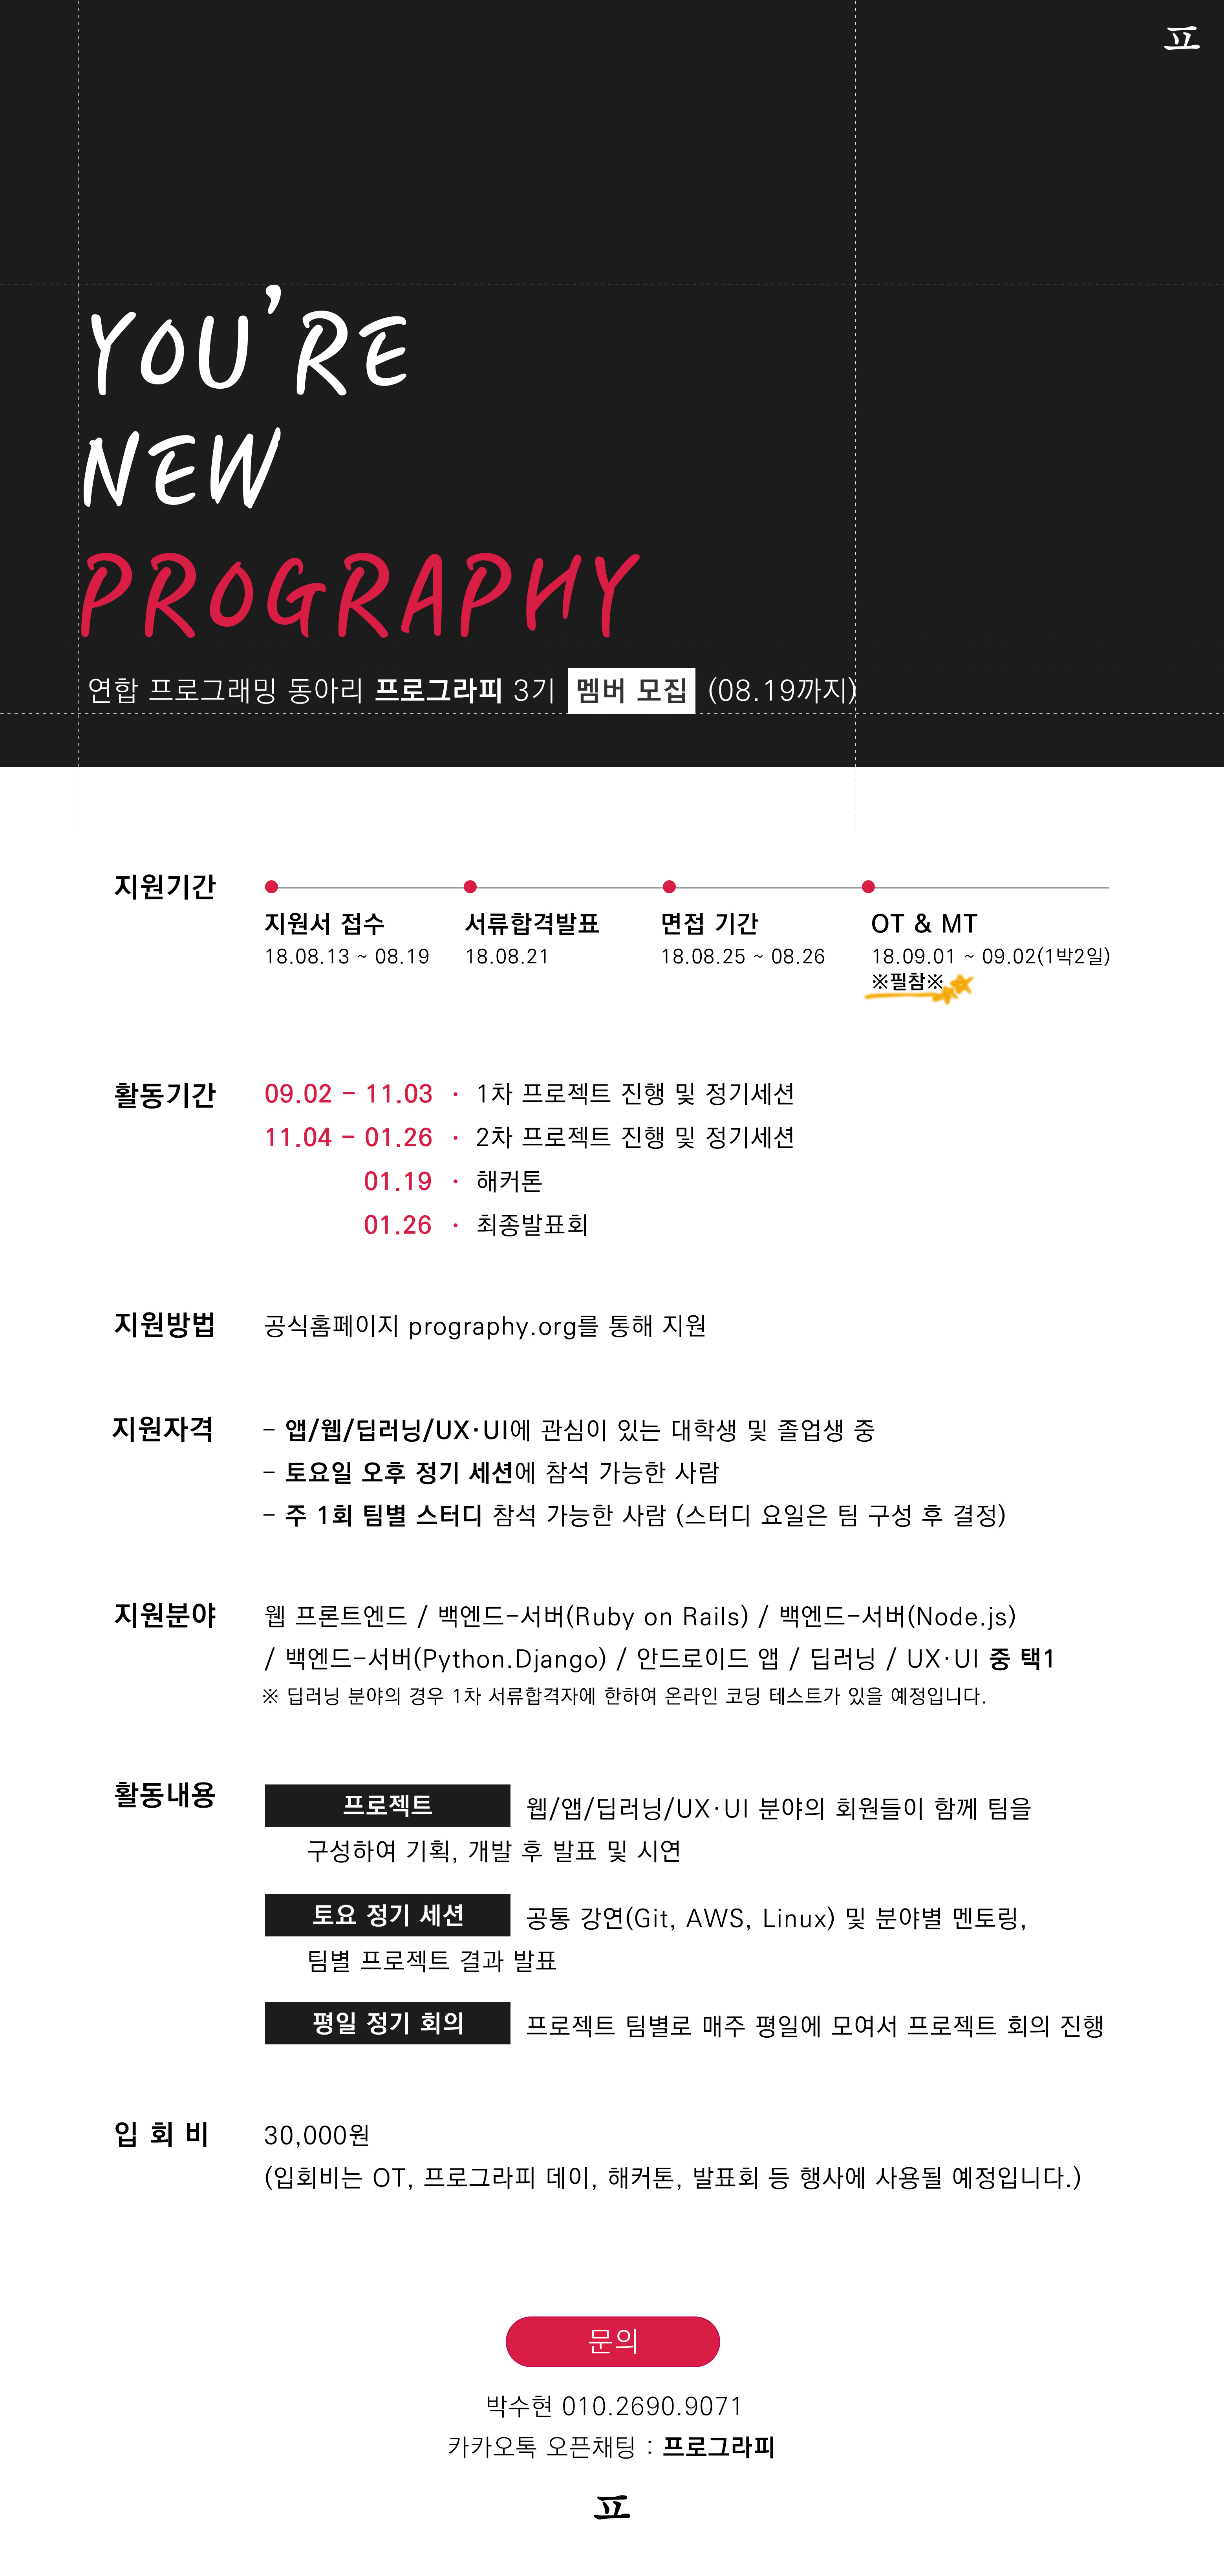 프
YOU'RE
NEW
PROGRAPHY
연합 프로그래밍 동아리 프로그라피 3기 멤버 모집 (08.19까지)
지원기간
지원서 접수 서류합격발표 면접 기간 OT & MT
18.08.13 ~ 08.19 18.08.21 18.08.25 ~ 08.26 18.09.01 ~ 09.02(1박2일)
※필참※
활동기간 09.02 - 11.03 · 1차 프로젝트 진행 및 정기세션
11.04 - 01.26 · 2차 프로젝트 진행 및 정기세션
01.19 · 해커톤
01.26 · 최종발표회
지원방법 공식홈페이지 prography.org를 통해 지원
지원자격 - 앱/웹/딥러닝/UX·UI에 관심이 있는 대학생 및 졸업생 중
- 토요일 오후 정기 세션에 참석 가능한 사람
- 주 1회 팀별 스터디 참석 가능한 사람 (스터디 요일은 팀 구성 후 결정)
지원분야 웹 프론트엔드 / 백엔드-서버(Ruby on Rails) / 백엔드-서버(Node.js)
/ 백엔드-서버(Python.Django) / 안드로이드 앱 / 딥러닝 / UX·UI 중 택1
※ 딥러닝 분야의 경우 1차 서류합격자에 한하여 온라인 코딩 테스트가 있을 예정입니다.
활동내용 프로젝트 웹/앱/딥러닝/UX·UI 분야의 회원들이 함께 팀을
구성하여 기획, 개발 후 발표 및 시연
토요 정기 세션 공통 강연(Git, AWS, Linux) 및 분야별 멘토링,
팀별 프로젝트 결과 발표
평일 정기 회의 프로젝트 팀별로 매주 평일에 모여서 프로젝트 회의 진행
입 회 비 30,000원
(입회비는 OT, 프로그라피 데이, 해커톤, 발표회 등 행사에 사용될 예정입니다.)
문의
박수현 010.2690.9071
카카오톡 오픈채팅 : 프로그라피
프